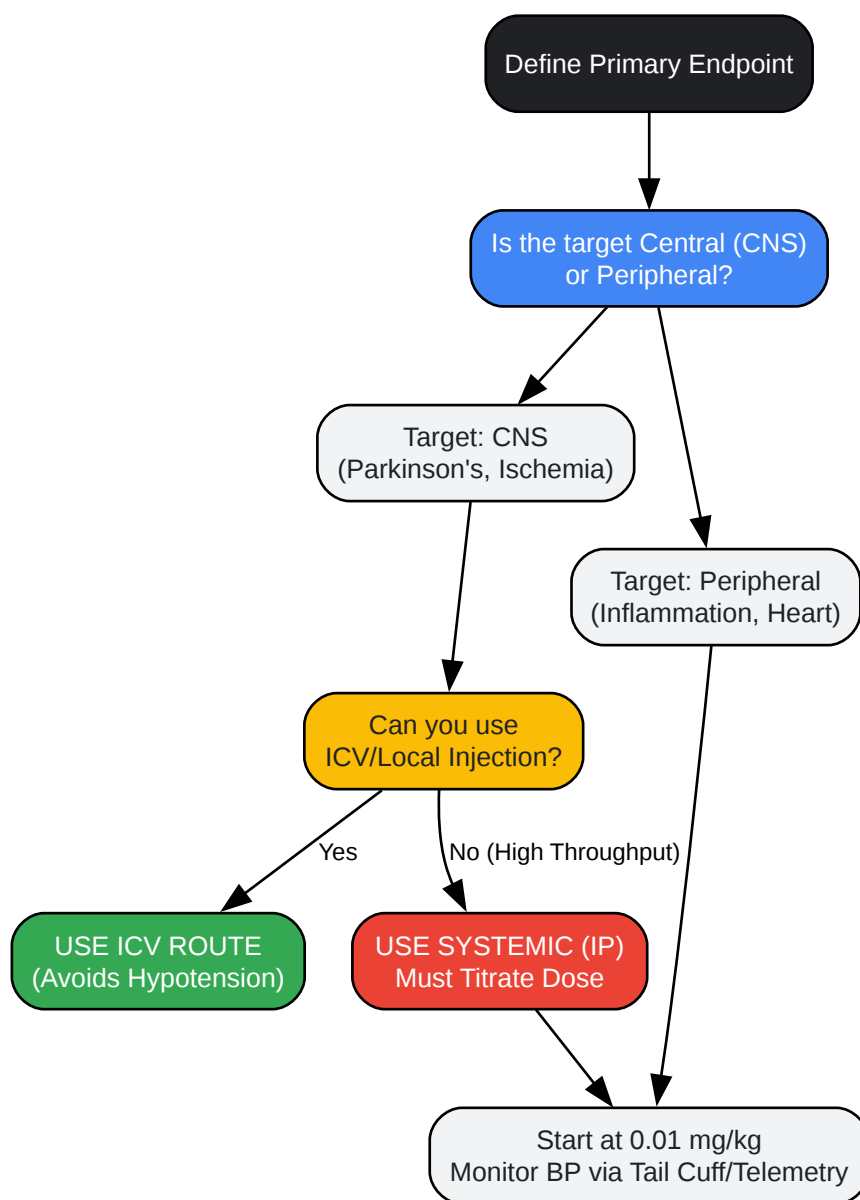 Define Primary Endpoint
Is the target Central (CNS)
or Peripheral?
Target: CNS
(Parkinson's, Ischemia)
Target: Peripheral
(Inflammation, Heart)
Can you use
ICV/Local Injection?
Yes
No (High Throughput)
USE ICV ROUTE
(Avoids Hypotension)
USE SYSTEMIC (IP)
Must Titrate Dose
Start at 0.01 mg/kg
Monitor BP via Tail Cuff/Telemetry